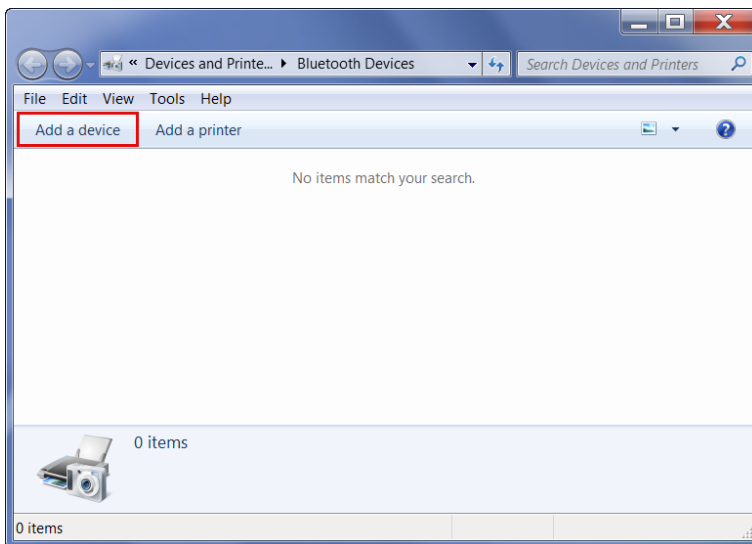 « Devices and Printe... Bluetooth Devices Search Devices and Printers
File Edit View Tools Help
Add a device Add a printer
No items match your search.
0 items
0 items